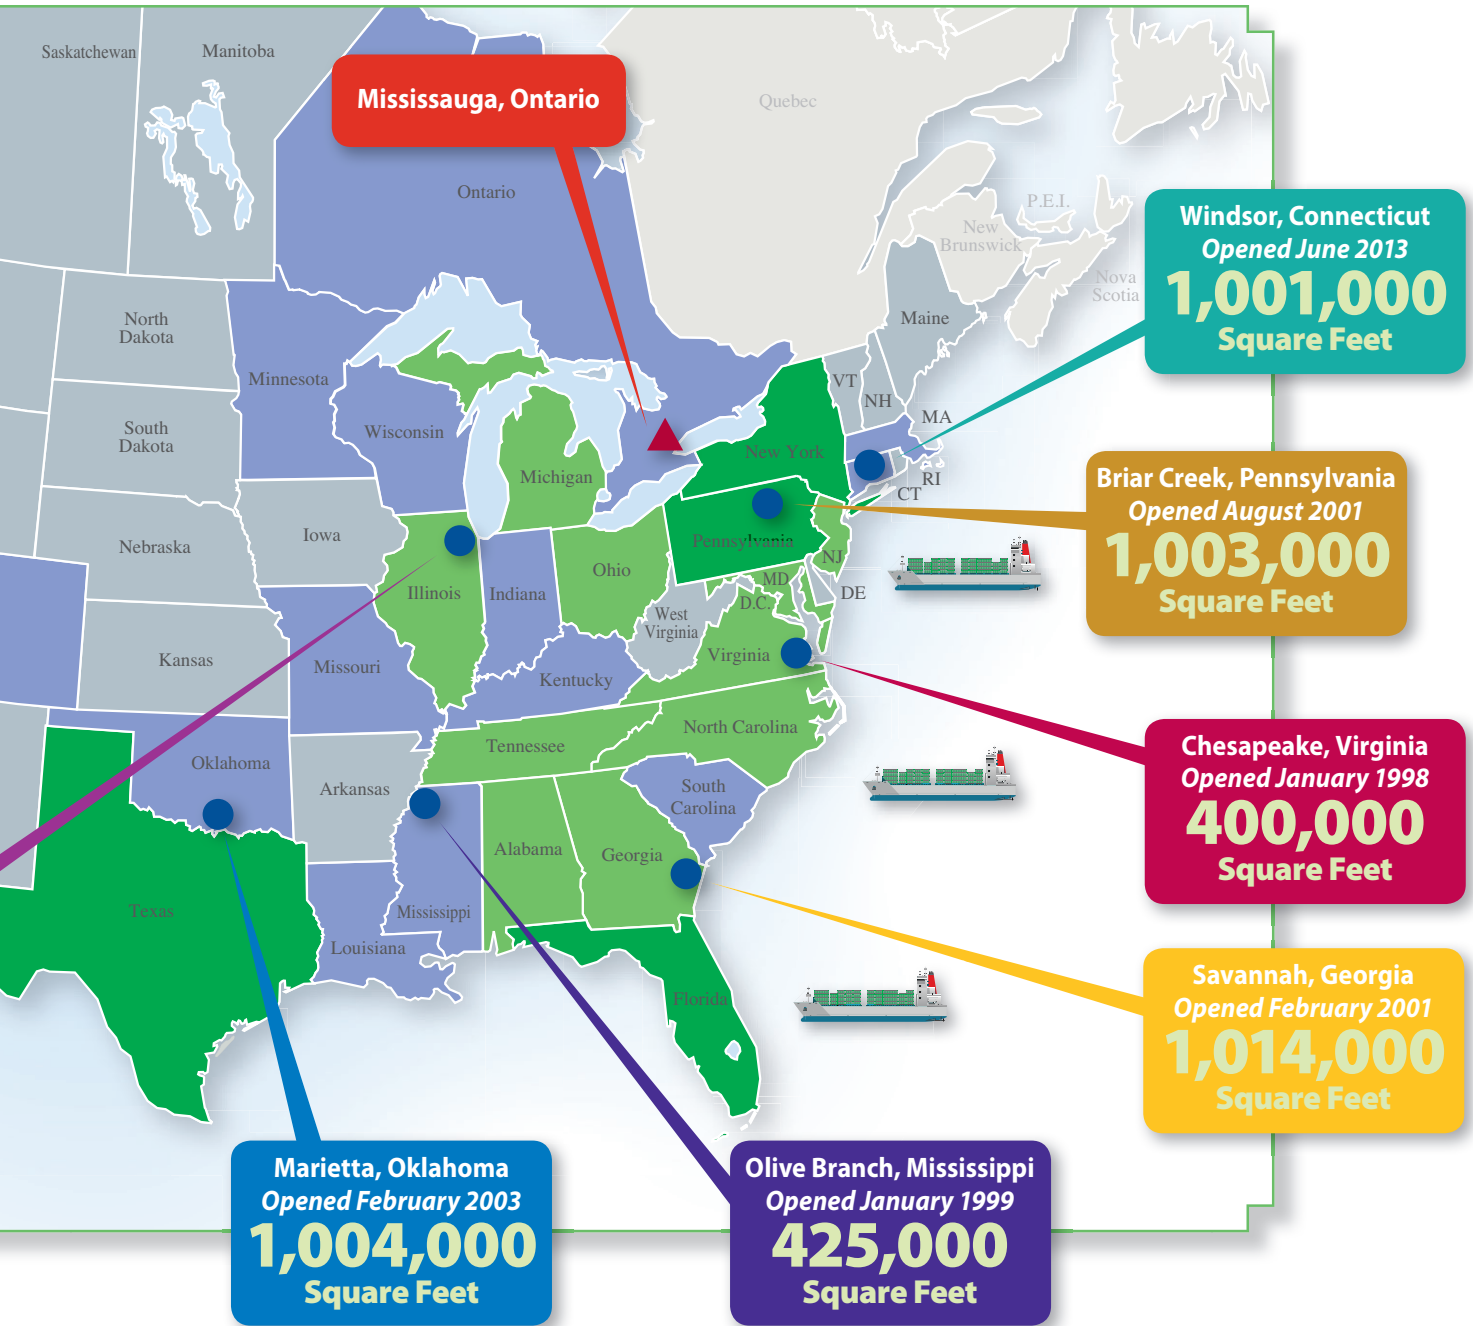 Saskatchewan
Manitoba
Mississauga, Ontario
Quebec
Ontario
P.E.I.
New
Brunswick
Nova
Scotia
Windsor, Connecticut
Opened June 2013
1,001,000
Square Feet
North
Dakota
Minnesota
Maine
VT
NH
MA
South
Dakota
Wisconsin
Michigan
New York
RI
CT
Briar Creek, Pennsylvania
Opened August 2001
1,003,000
Square Feet
Nebraska
Iowa
Illinois
Indiana
Ohio
Pennsylvania
NJ
MD
D.C.
DE
West
Virginia
Virginia
Kansas
Missouri
Kentucky
North Carolina
Tennessee
Chesapeake, Virginia
Opened January 1998
400,000
Square Feet
Oklahoma
Arkansas
South
Carolina
Alabama
Georgia
Texas
Mississippi
Louisiana
Florida
Savannah, Georgia
Opened February 2001
1,014,000
Square Feet
Marietta, Oklahoma
Opened February 2003
1,004,000
Square Feet
Olive Branch, Mississippi
Opened January 1999
425,000
Square Feet